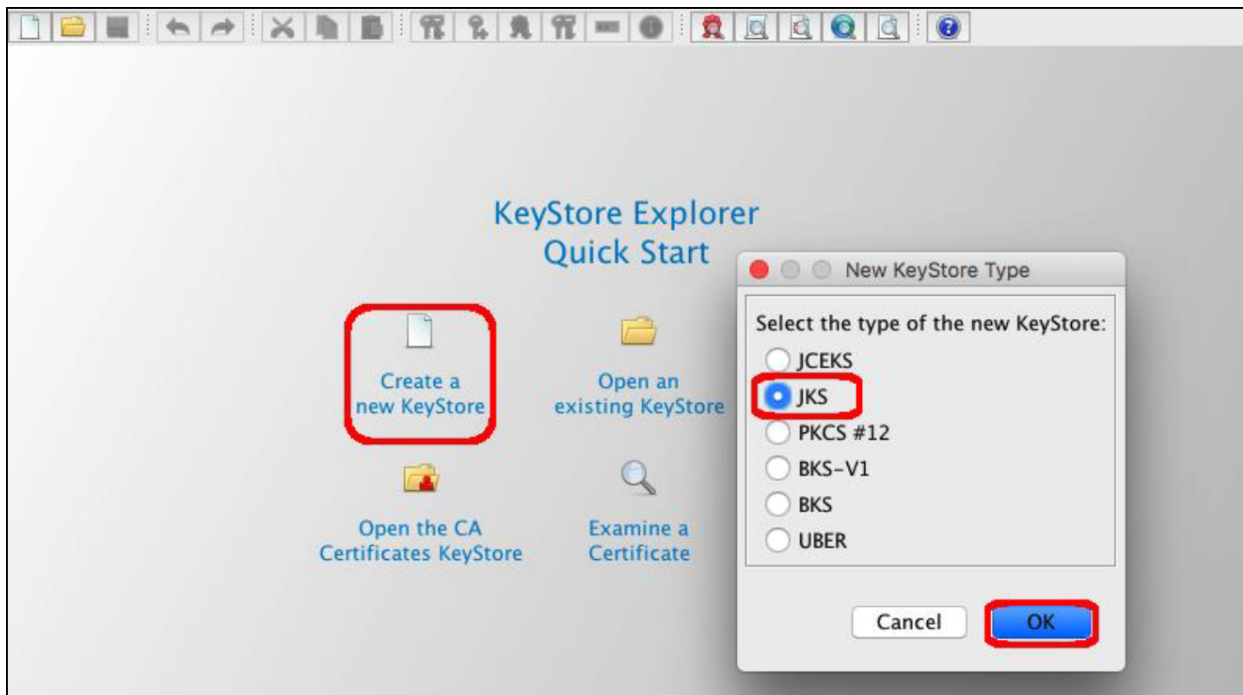 KeyStore Explorer
Quick Start
Create a
new KeyStore
Open an
existing KeyStore
Open the CA
Certificates KeyStore
Examine a
Certificate
New KeyStore Type
Select the type of the new KeyStore:
JCEKS
JKS
PKCS #12
BKS-V1
BKS
UBER
Cancel
OK